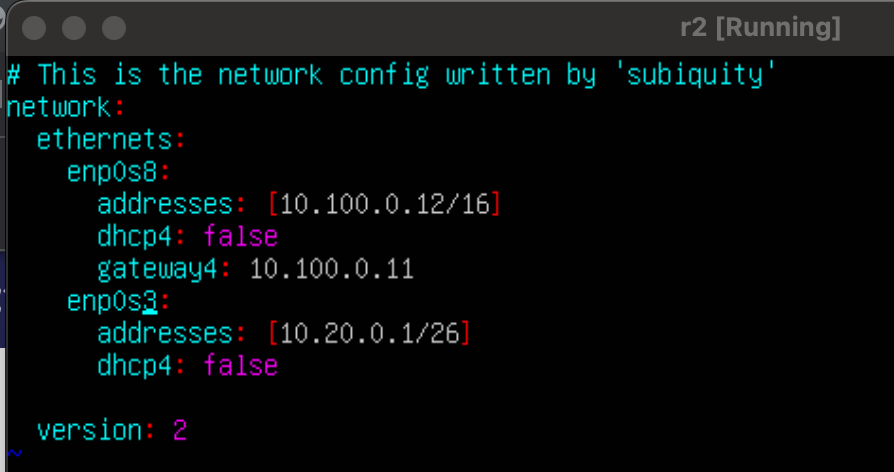 r2 [Running]
# This is the network config written by 'subiquity'
network:
  ethernets:
    enp0s8:
      addresses: [10.100.0.12/16]
      dhcp4: false
      gateway4: 10.100.0.11
    enp0s3:
      addresses: [10.20.0.1/26]
      dhcp4: false
  version: 2
~